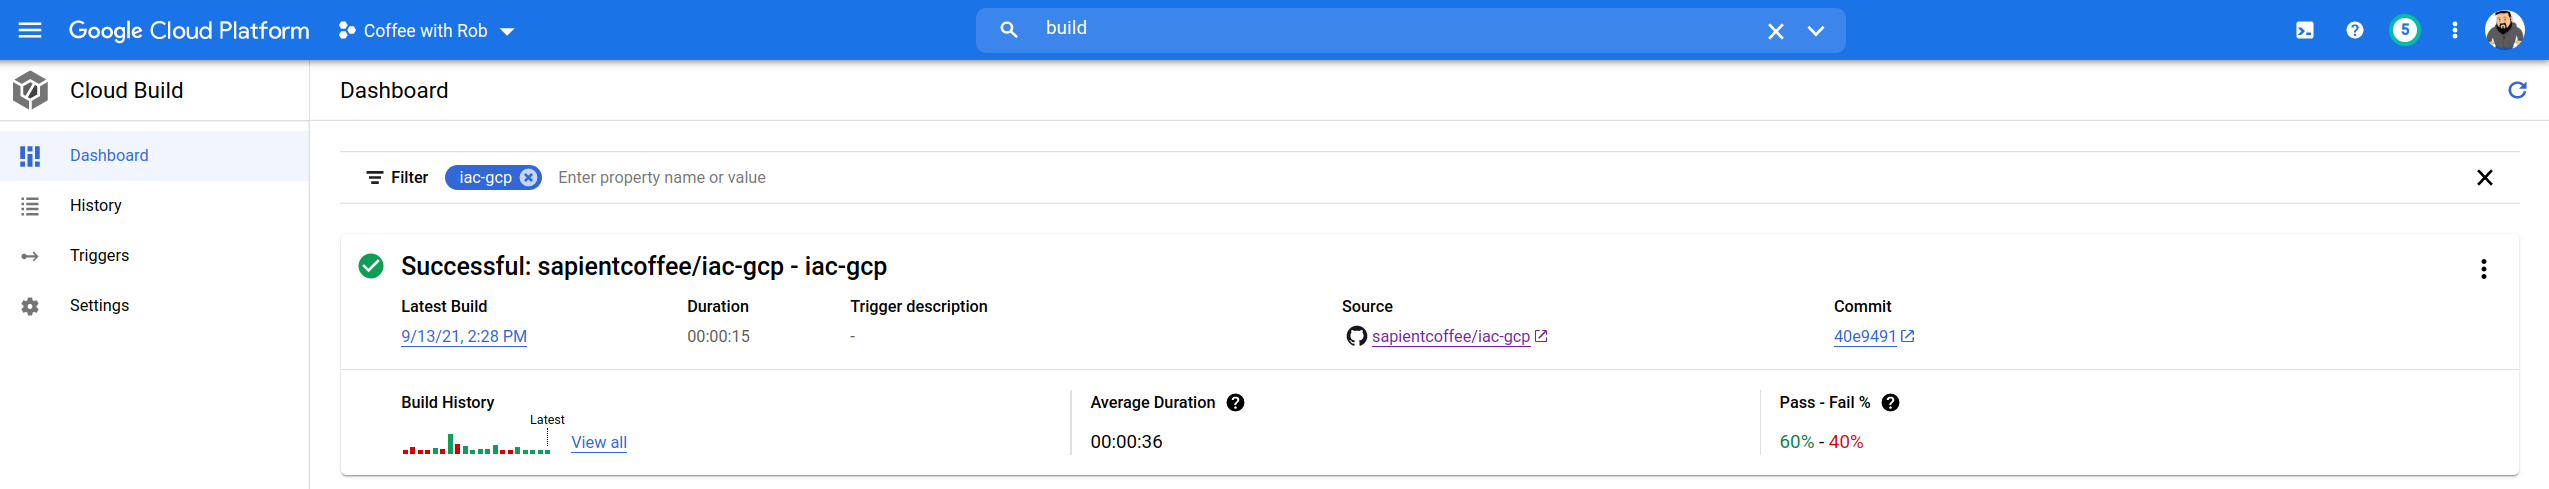 Google Cloud Platform
Coffee with Rob
build
5
Cloud Build
Dashboard
Dashboard
History
Triggers
Settings
Filter iac-gcp Enter property name or value
Successful: sapientcoffee/iac-gcp - iac-gcp
Latest Build Duration Trigger description Source Commit
9/13/21, 2:28 PM 00:00:15 - sapientcoffee/iac-gcp 40e9491
Build History Average Duration Pass - Fail %
Latest
View all 00:00:36 60% - 40%